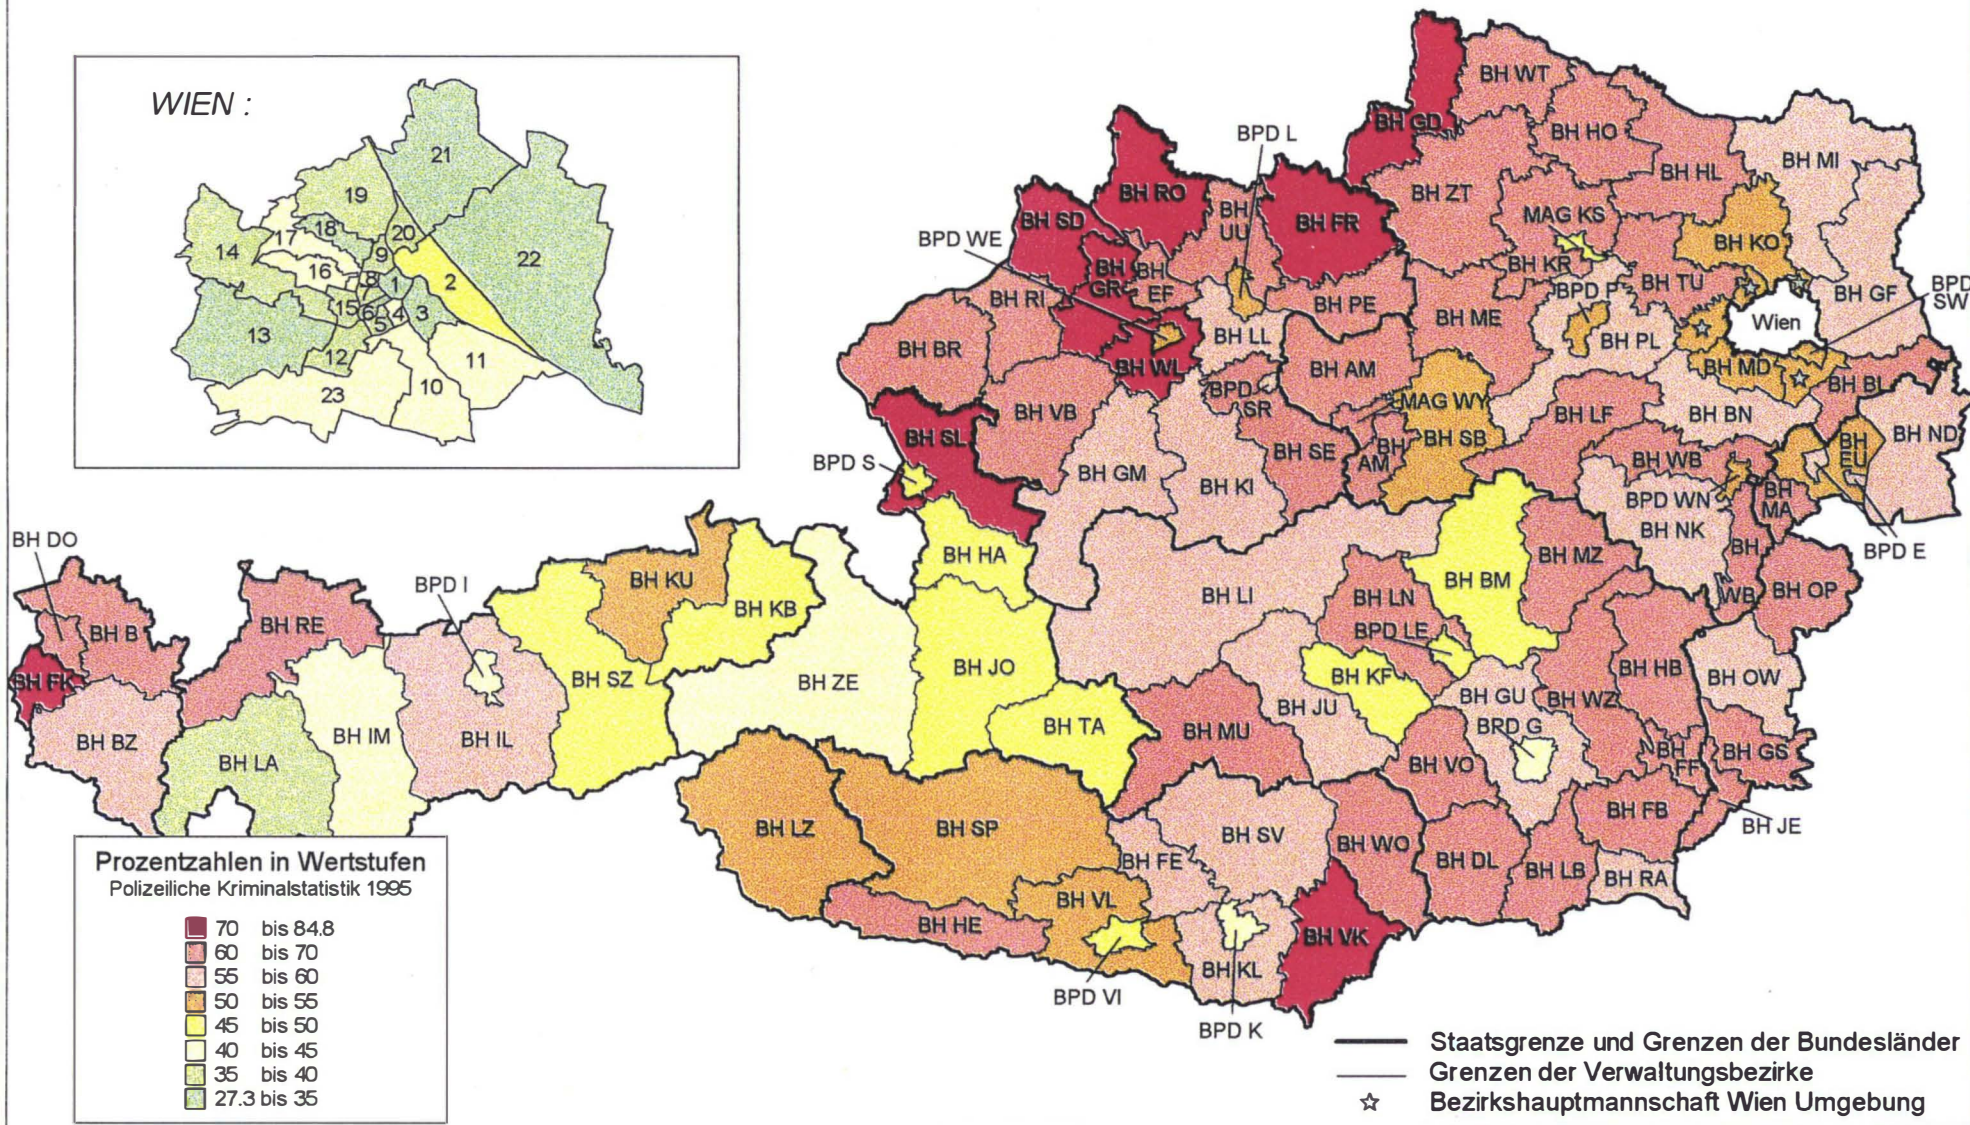 WIEN :
21
19
20
18
17
14
9
22
16
8
1
2
7
15
6
4
3
5
13
12
11
23
10
BH WT
BH GD
BPD L
BH HO
BH MI
BH HL
BH RO
BH
UU
BH FR
BH ZT
MAG KS
BH SD
BPD WE
BH KO
BH
GR
BH
EF
BH KR
BH RI
BPD P
BH TU
BH GF
BPD
SW
BH PE
BH ME
Wien
BH LL
BH PL
BH BR
BH WL
BH AM
BH MD
BH BL
BPD
SR
MAG WY
BH VB
BH LF
BH BN
BH SL
BH SB
BH
EU
BH ND
BH SE
BH
AM
BPD S
BH GM
BH KI
BH WB
BPD WN
BH
MA
BH NK
BH
WB
BPD E
BH DO
BH HA
BH MZ
BH KU
BH BM
BPD I
BH LI
BH LN
BH OP
BH KB
BH B
BH RE
BPD LE
BH FK
BH SZ
BH ZE
BH JO
BH KF
BH HB
BH OW
BH GU
BH WZ
BH JU
BPD G
BH BZ
BH IM
BH IL
BH TA
BH MU
BH LA
BH VO
BH
FF
BH GS
BH LZ
BH SP
BH SV
BH WO
BH FB
BH JE
BH FE
BH DL
BH LB
BH RA
BH VL
BH HE
BH VK
BH KL
BPD VI
BPD K
Prozentzahlen in Wertstufen
Polizeiliche Kriminalstatistik 1995
70 bis 84.8
60 bis 70
55 bis 60
50 bis 55
45 bis 50
40 bis 45
35 bis 40
27.3 bis 35
Staatsgrenze und Grenzen der Bundesländer
Grenzen der Verwaltungsbezirke
Bezirkshauptmannschaft Wien Umgebung